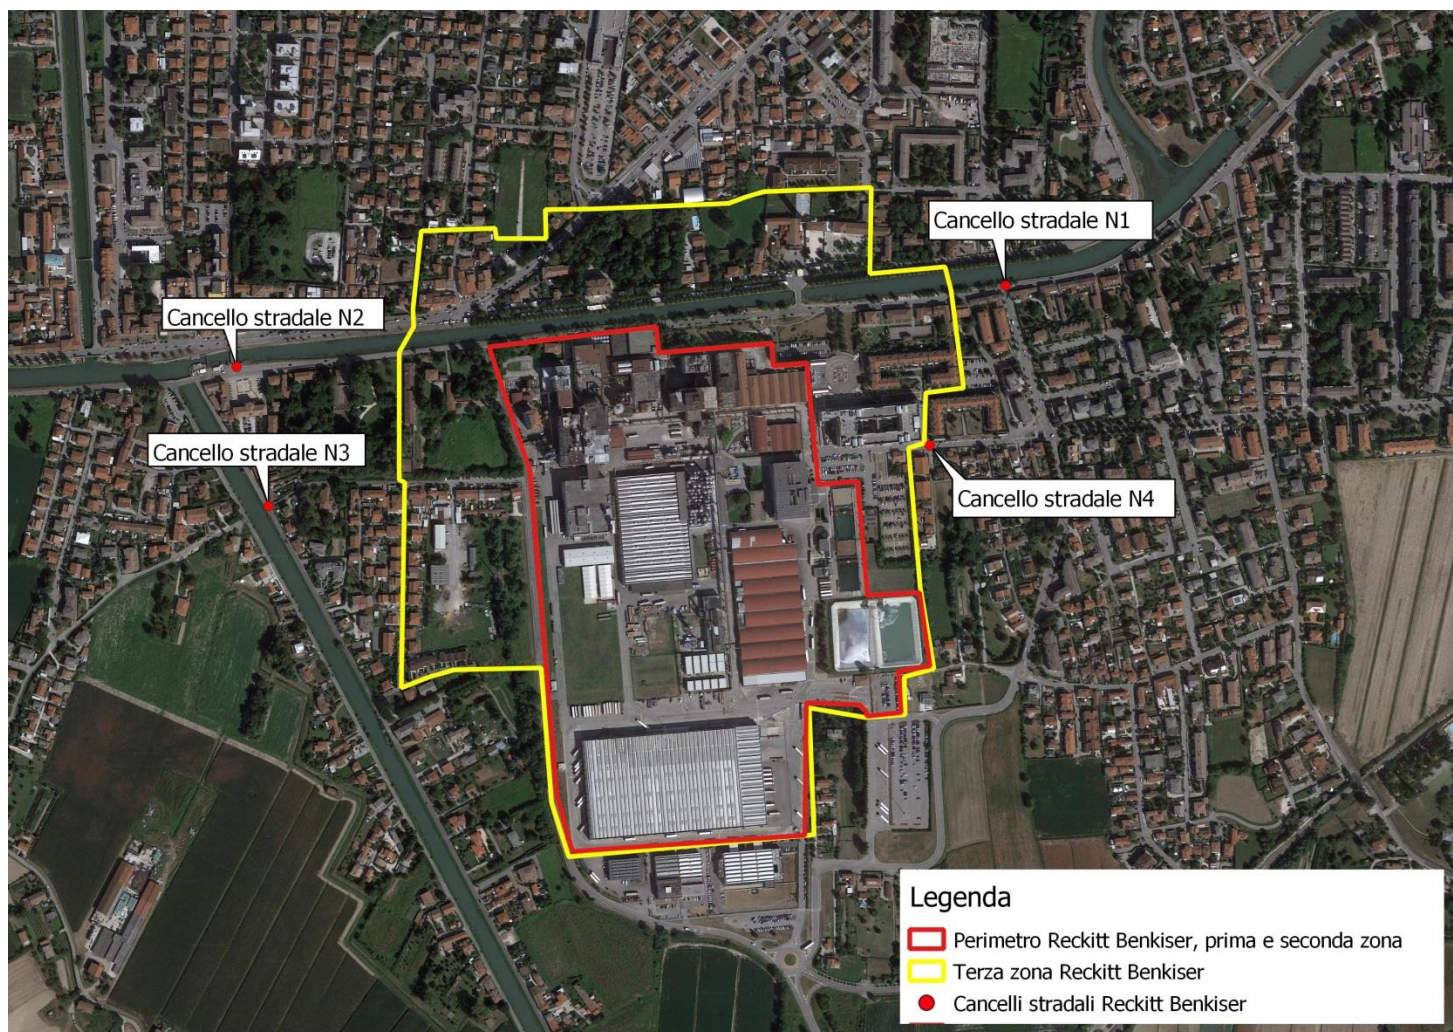 Cancello stradale N1
Cancello stradale N2
Cancello stradale N3
Cancello stradale N4
Legenda
Perimetro Reckitt Benkiser, prima e seconda zona
Terza zona Reckitt Benkiser
Cancelli stradali Reckitt Benkiser